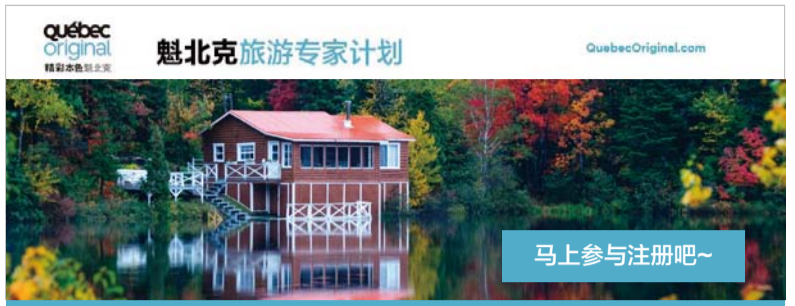 québec
original
精彩本色魁北克
魁北克旅游专家计划
QuebecOriginal.com
马上参与注册吧~